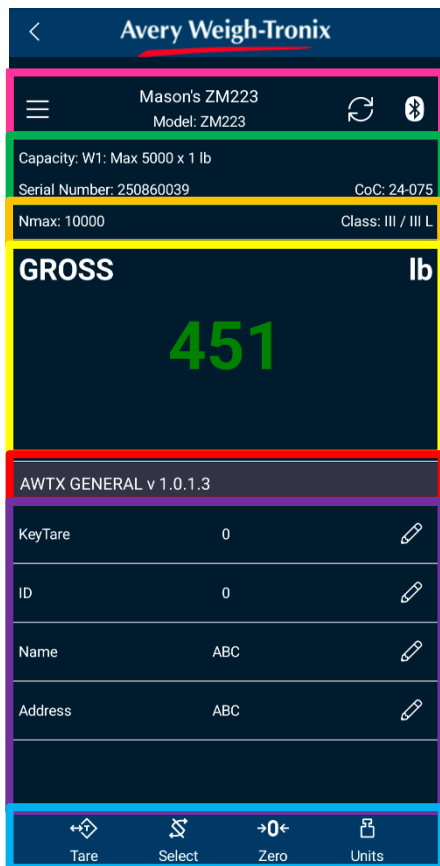 Avery Weigh-Tronix
Mason's ZM223
Model: ZM223
Capacity: W1: Max 5000 x 1 lb
Serial Number: 250860039 CoC: 24-075
Nmax: 10000 Class: III / III L
GROSS lb
451
AWTX GENERAL v 1.0.1.3
KeyTare 0
ID 0
Name ABC
Address ABC
T →0←
Tare Select Zero Units